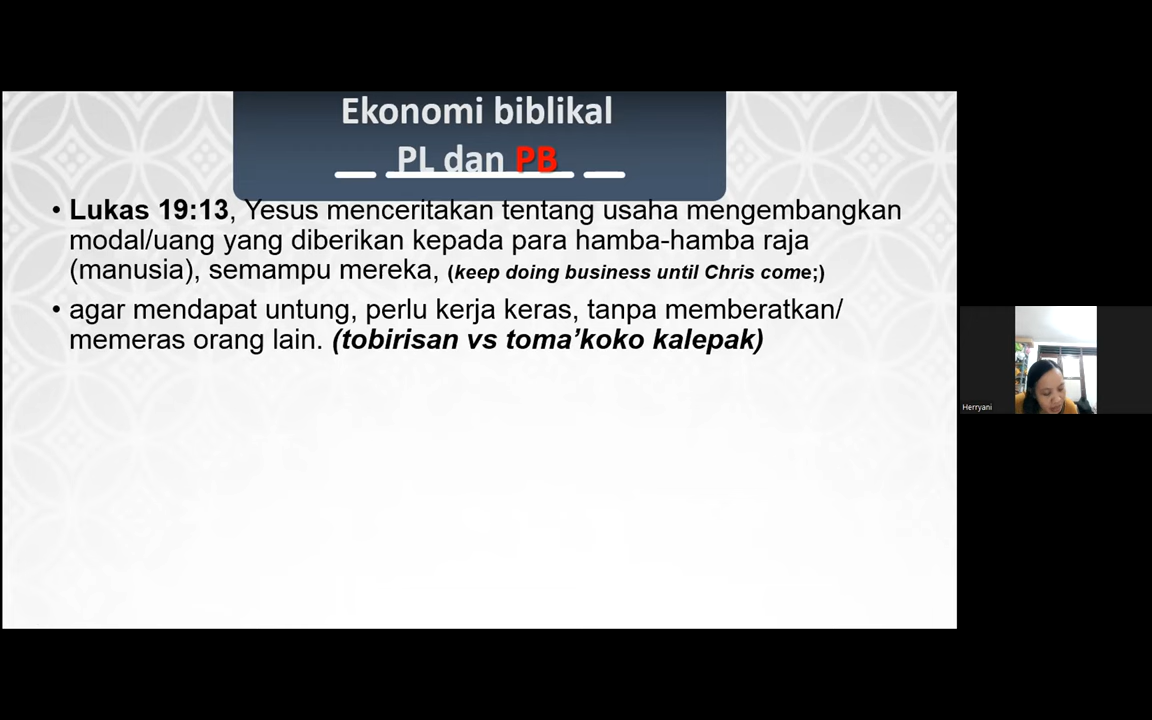 Ekonomi biblikal
PL dan PB
• Lukas 19:13, Yesus menceritakan tentang usaha mengembangkan
modal/uang yang diberikan kepada para hamba-hamba raja
(manusia), semampu mereka, (keep doing business until Chris come;)
• agar mendapat untung, perlu kerja keras, tanpa memberatkan/
memeras orang lain. (tobirisan vs toma’koko kalepak)
Herryani